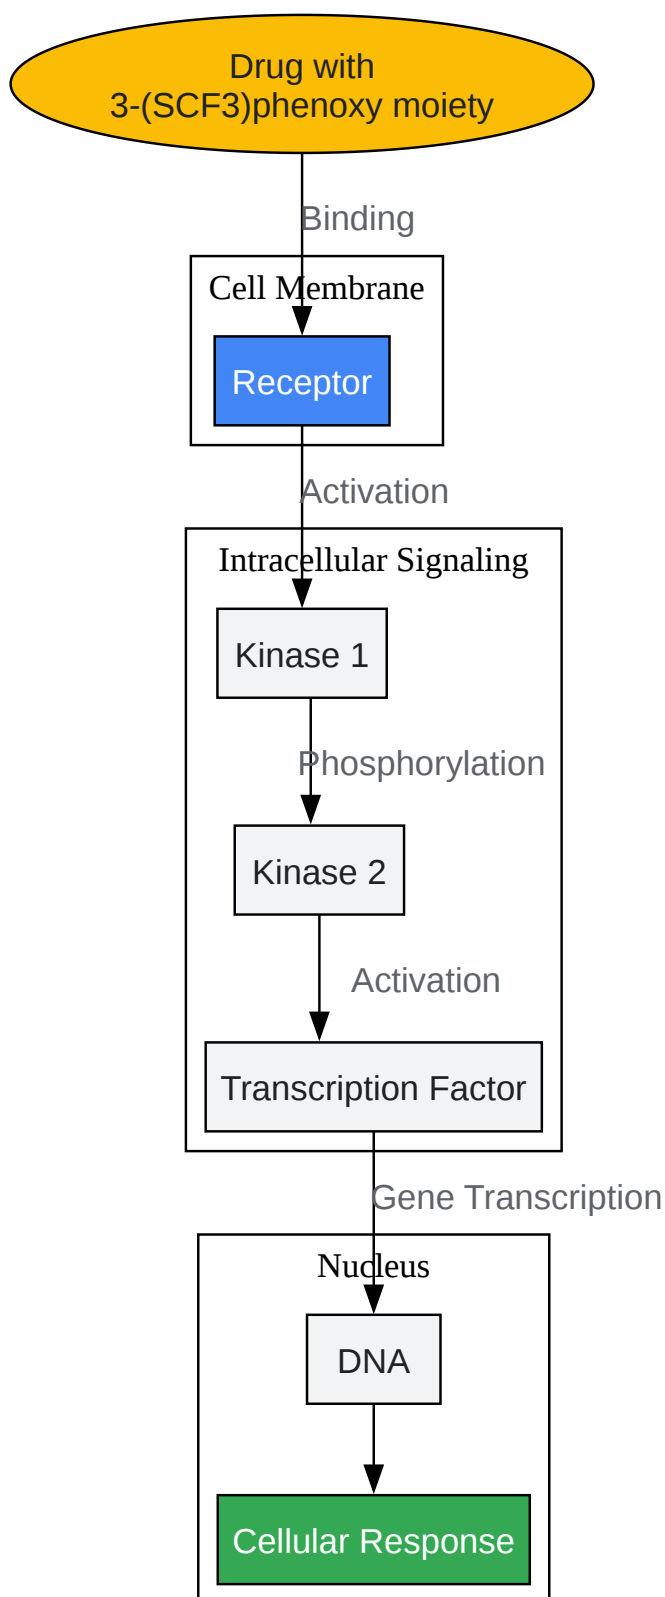 Drug with
3-(SCF3)phenoxy moiety
Binding
Cell Membrane
Receptor
Activation
Intracellular Signaling
Kinase 1
Phosphorylation
Kinase 2
Activation
Transcription Factor
Gene Transcription
Nucleus
DNA
Cellular Response